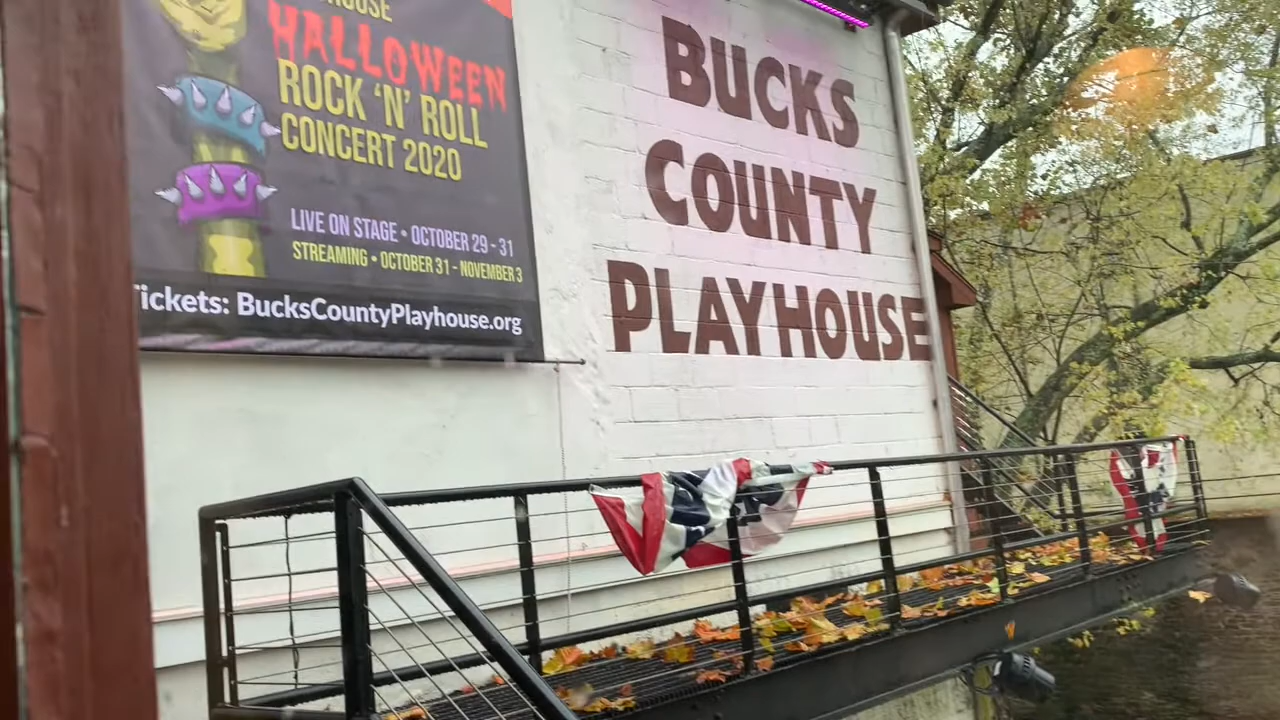 HALLOWEEN
ROCK 'N' ROLL
CONCERT 2020
LIVE ON STAGE • OCTOBER 29 - 31
STREAMING • OCTOBER 31 - NOVEMBER 3
Tickets: BucksCountyPlayhouse.org
BUCKS
COUNTY
PLAYHOUSE